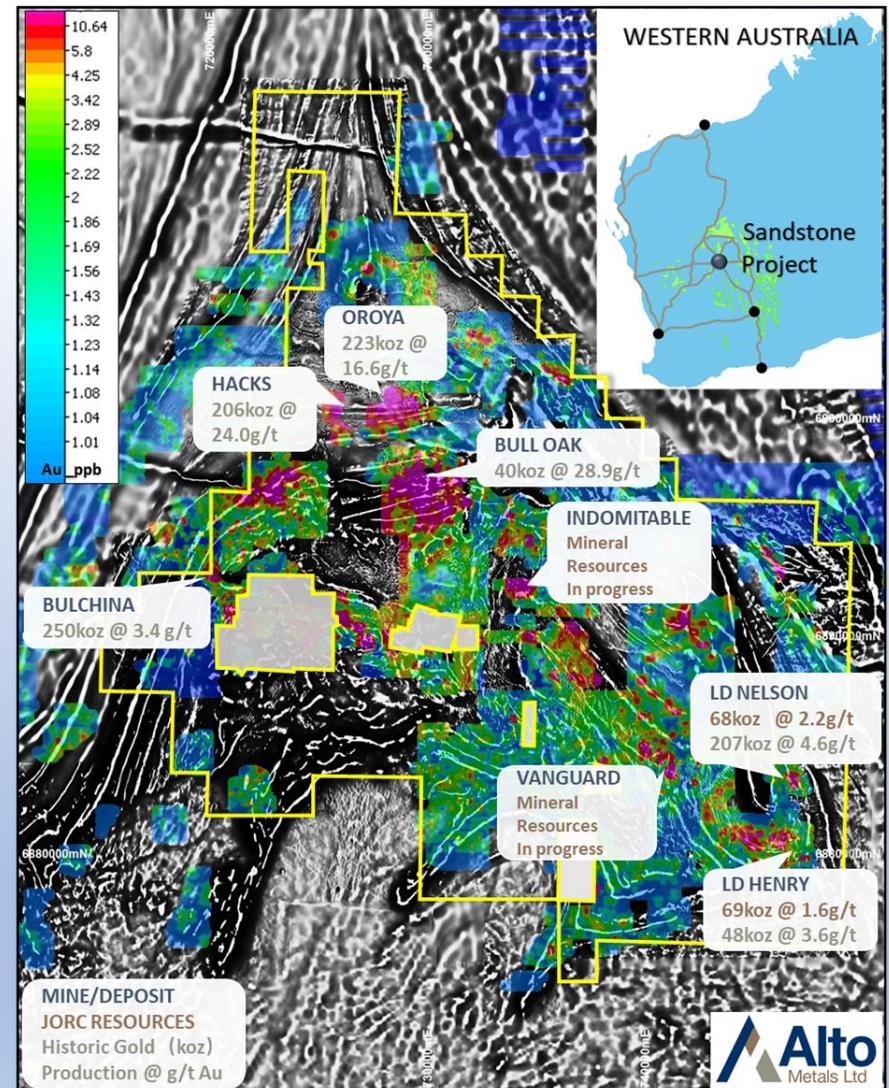 10.64
5.8
4.25
3.42
2.89
2.52
2.22
2
1.86
1.69
1.56
1.43
1.32
1.23
1.14
1.08
1.04
1.01
Au_ppb
720000mE
WESTERN AUSTRALIA
Sandstone
Project
OROYA
223koz @
16.6g/t
HACKS
206koz @
24.0g/t
6900000mN
BULL OAK
40koz @ 28.9g/t
INDOMITABLE
Mineral
Resources
In progress
BULCHINA
250koz @ 3.4 g/t
6890000mN
LD NELSON
68koz @ 2.2g/t
207koz @ 4.6g/t
VANGUARD
Mineral
Resources
In progress
6880000mN
6880000mN
LD HENRY
69koz @ 1.6g/t
48koz @ 3.6g/t
MINE/DEPOSIT
JORC RESOURCES
Historic Gold (koz)
Production @ g/t Au
730000mE
Alto
Metals Ltd